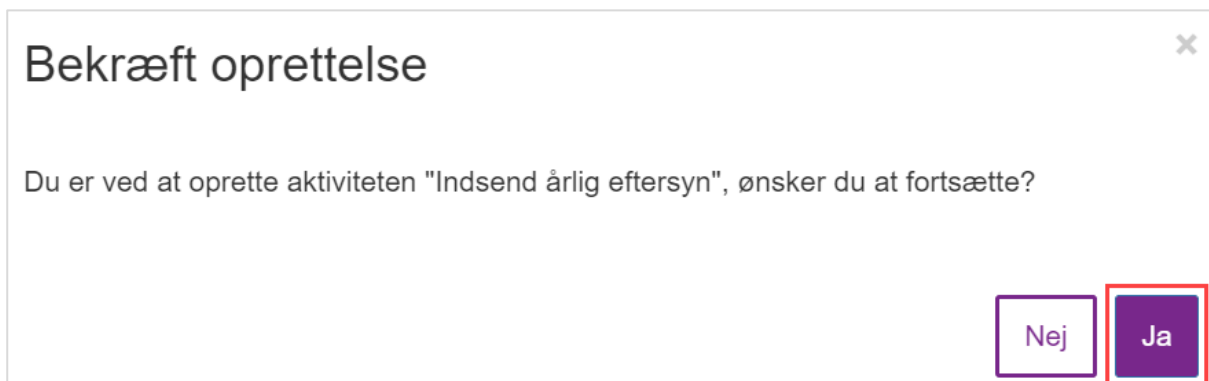 Bekræft oprettelse
Du er ved at oprette aktiviteten "Indsend årlig eftersyn", ønsker du at fortsætte?
Nej Ja